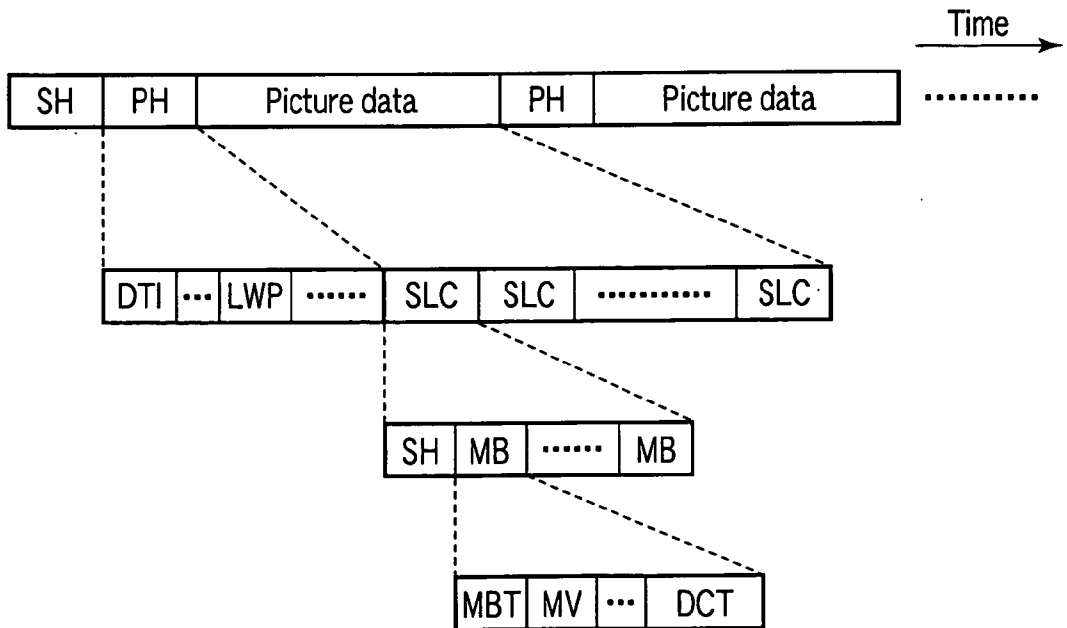 Time
SH PH Picture data PH Picture data ..........
DTI ... LWP ...... SLC SLC ........... SLC
SH MB ...... MB
MBT MV ... DCT